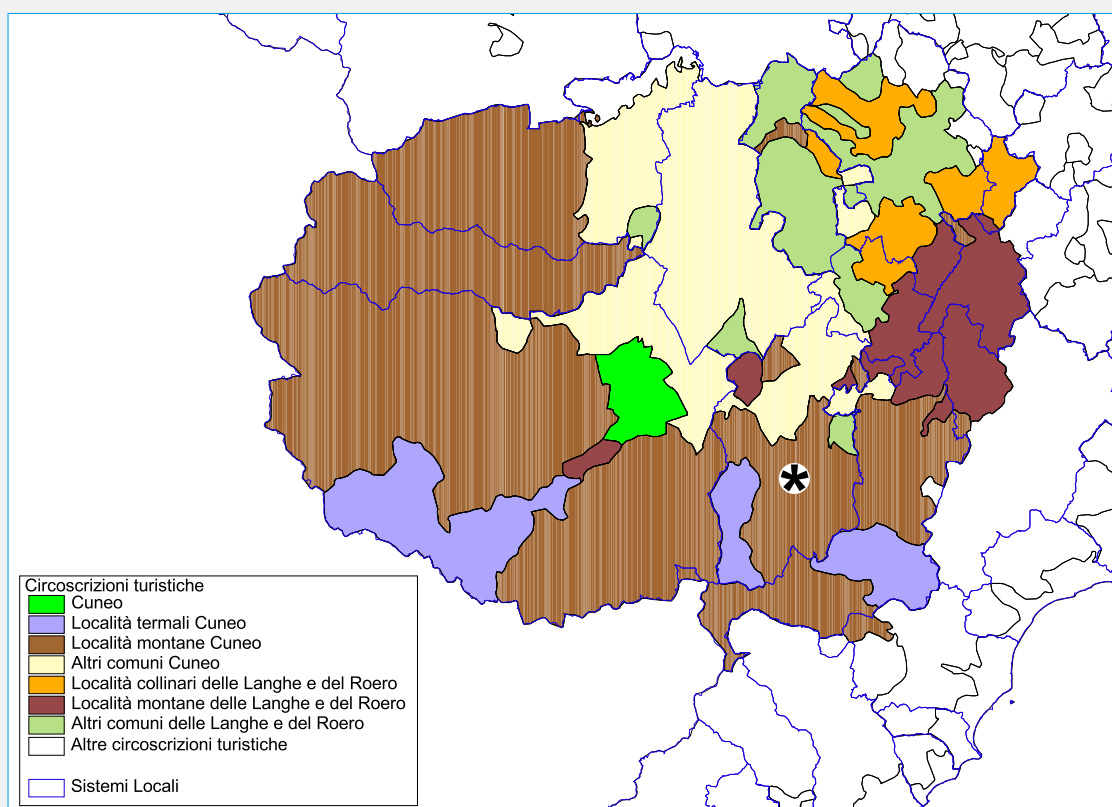 Circoscrizioni turistiche
Cuneo
Località termali Cuneo
Località montane Cuneo
Altri comuni Cuneo
Località collinari delle Langhe e del Roero
Località montane delle Langhe e del Roero
Altri comuni delle Langhe e del Roero
Altre circoscrizioni turistiche
Sistemi Locali